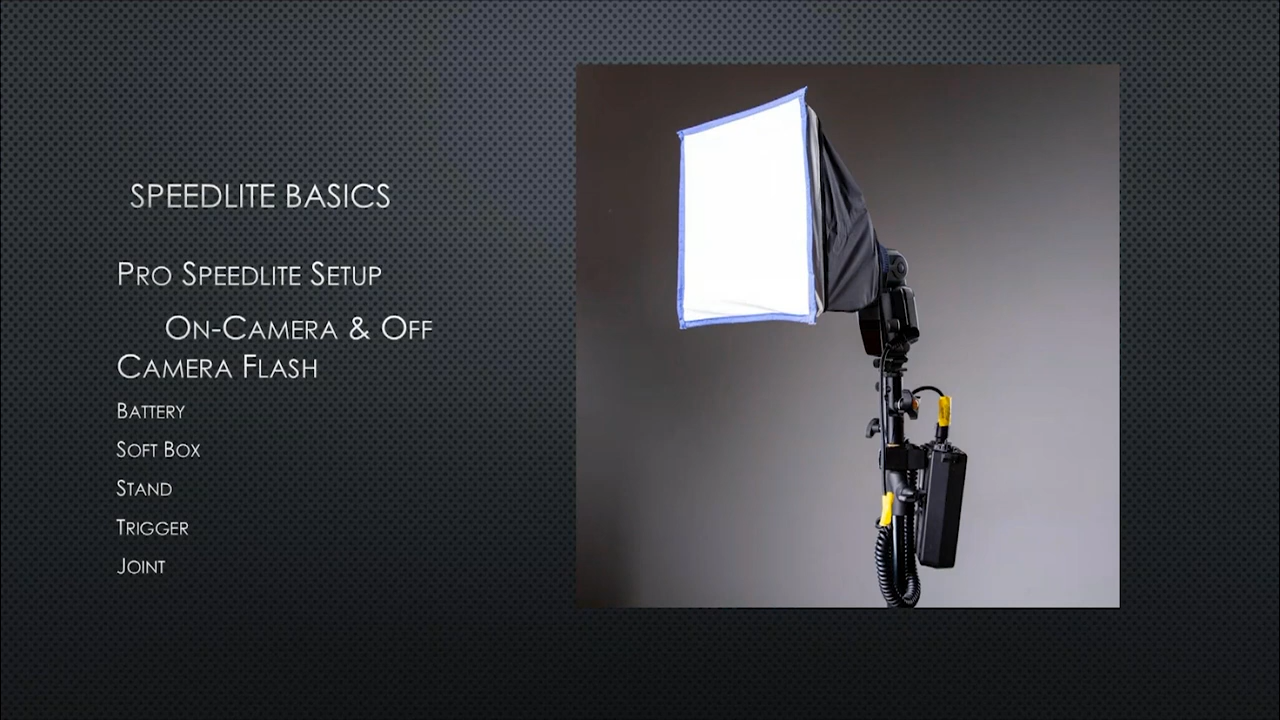 SPEEDLITE BASICS
PRO SPEEDLITE SETUP
ON-CAMERA & OFF
CAMERA FLASH
BATTERY
SOFT BOX
STAND
TRIGGER
JOINT